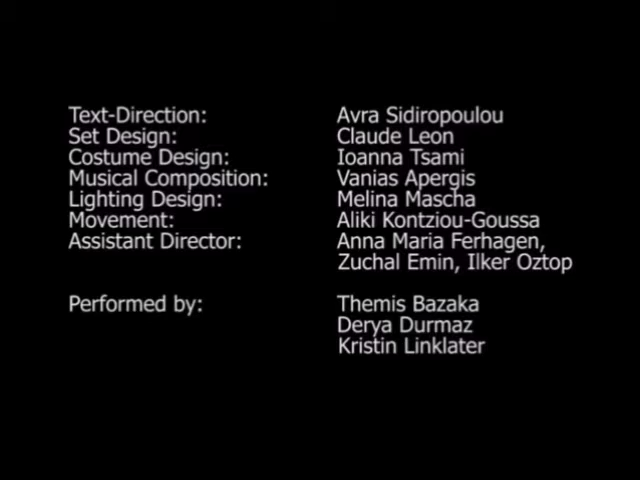 Text-Direction: Avra Sidiropoulou
Set Design: Claude Leon
Costume Design: Ioanna Tsami
Musical Composition: Vanias Apergis
Lighting Design: Melina Mascha
Movement: Aliki Kontziou-Goussa
Assistant Director: Anna Maria Ferhagen,
Zuchal Emin, Ilker Oztop
Performed by: Themis Bazaka
Derya Durmaz
Kristin Linklater